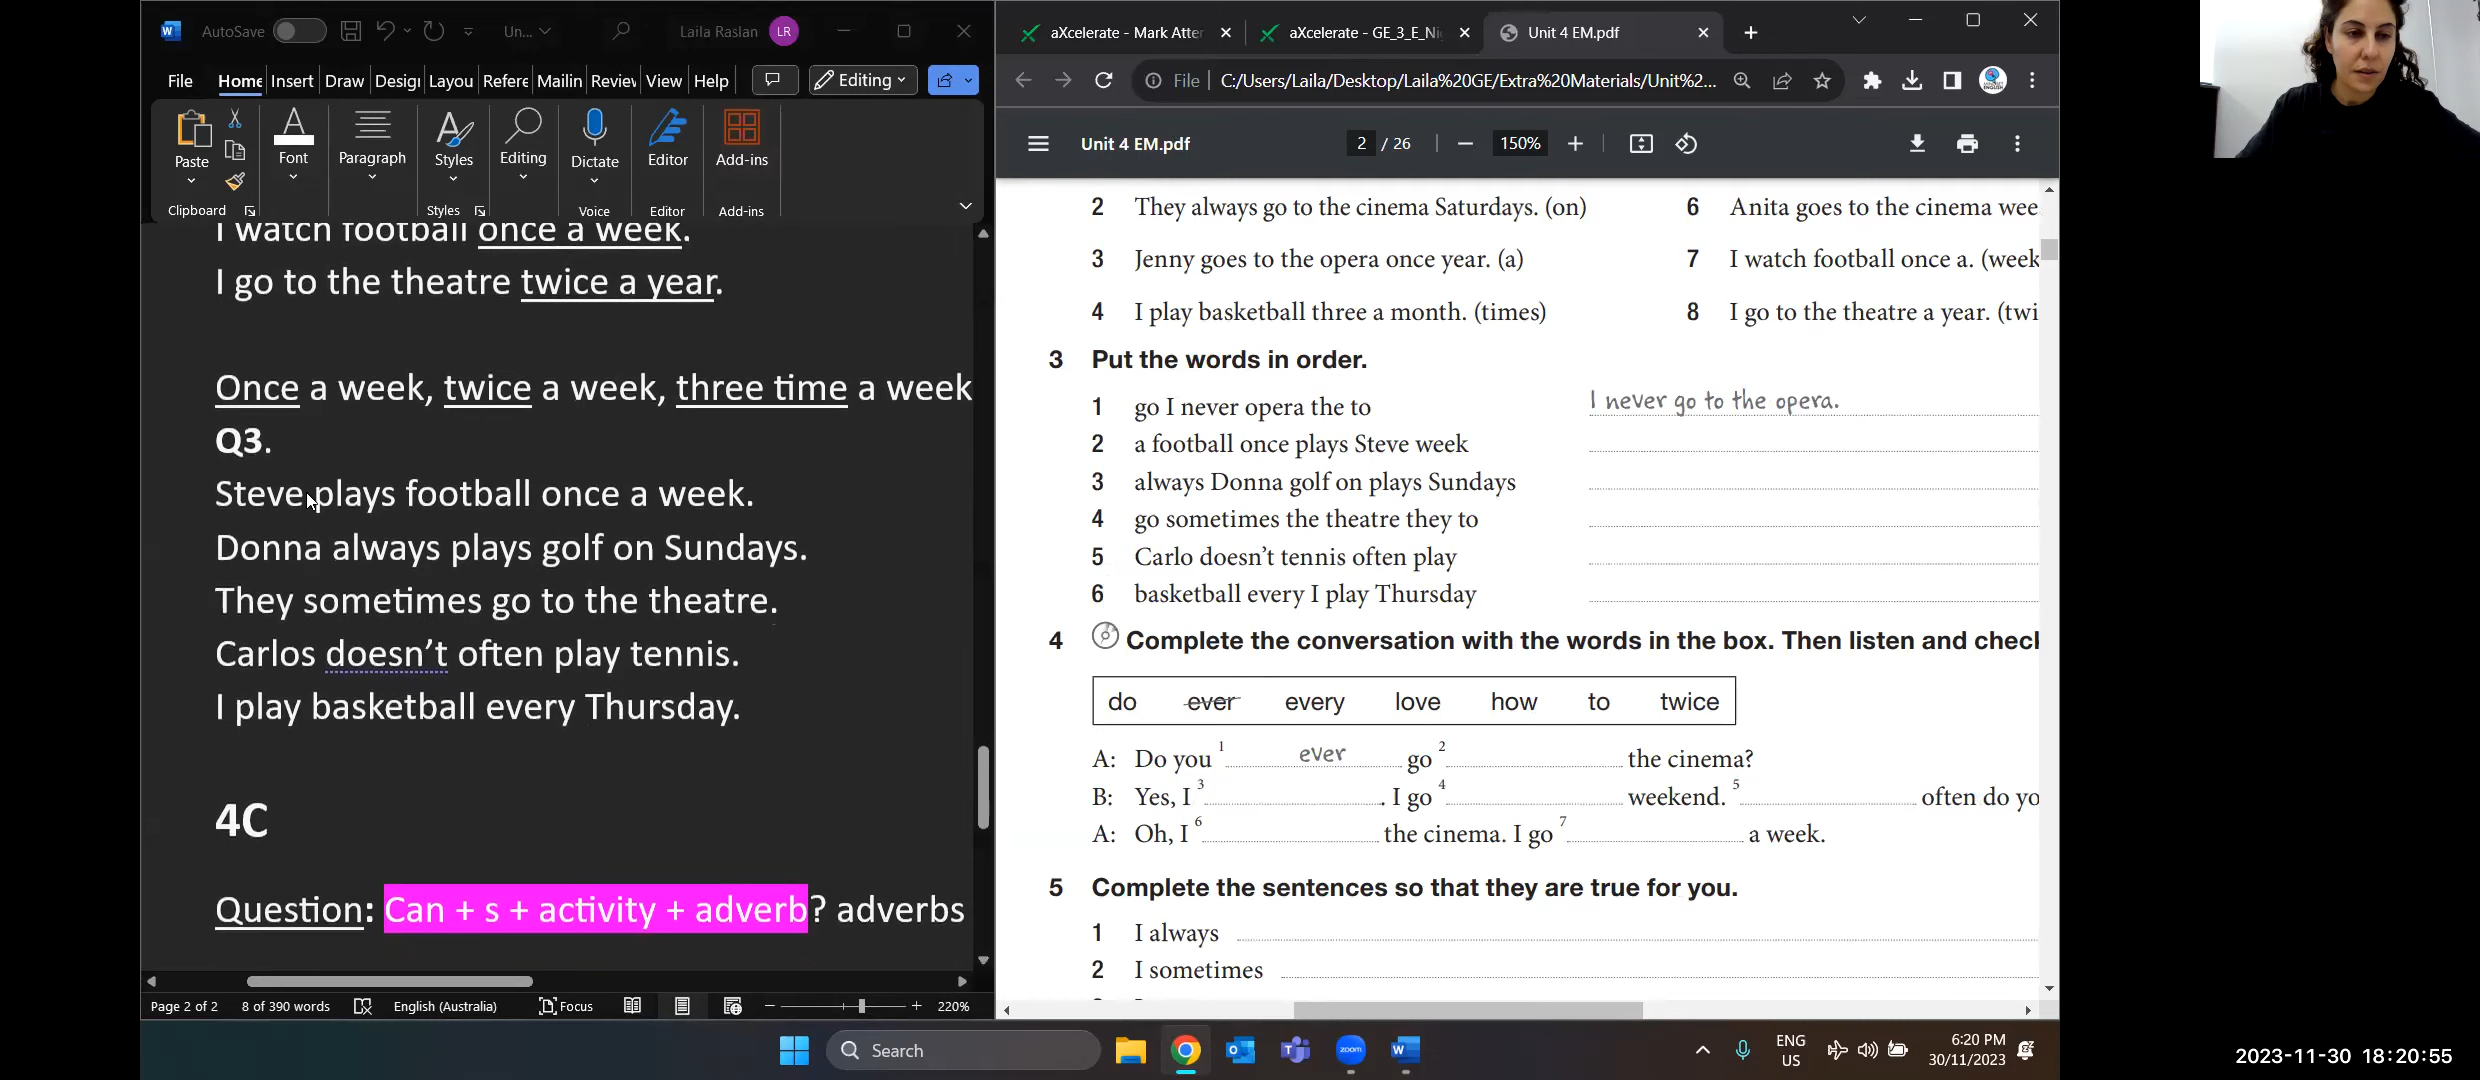 AutoSave
Un...
Laila Raslan
LR
File Home Insert Draw Layou Refere Mailin Review View Help
Editing
Paste
Font
Paragraph
Styles
Editing
Dictate
Editor
Add-ins
Clipboard
Styles
Voice
Editor
Add-ins
I watch football once a week.
I go to the theatre twice a year.
Once a week, twice a week, three time a week
Q3.
Steve plays football once a week.
Donna always plays golf on Sundays.
They sometimes go to the theatre.
Carlos doesn't often play tennis.
I play basketball every Thursday.
4C
Question: Can + s + activity + adverb? adverbs
Page 2 of 2
8 of 390 words
English (Australia)
Focus
220%
aXcelerate - Mark Atter
aXcelerate - GE_3_E_Ni
Unit 4 EM.pdf
File
C:/Users/Laila/Desktop/Laila%20GE/Extra%20Materials/Unit%2...
Unit 4 EM.pdf
2 / 26
150%
2 They always go to the cinema Saturdays. (on)
6 Anita goes to the cinema wee
3 Jenny goes to the opera once year. (a)
7 I watch football once a. (week
4 I play basketball three a month. (times)
8 I go to the theatre a year. (twi
3 Put the words in order.
1 go I never opera the to
I never go to the opera.
2 a football once plays Steve week
3 always Donna golf on plays Sundays
4 go sometimes the theatre they to
5 Carlo doesn't tennis often play
6 basketball every I play Thursday
4 Complete the conversation with the words in the box. Then listen and check
do ever every love how to twice
A: Do you 1 ever go 2 the cinema?
B: Yes, I 3 . I go 4 weekend. 5 often do yo
A: Oh, I 6 the cinema. I go 7 a week.
5 Complete the sentences so that they are true for you.
1 I always
2 I sometimes
Search
zoom
ENG
US
6:20 PM
30/11/2023
2023-11-30 18:20:55